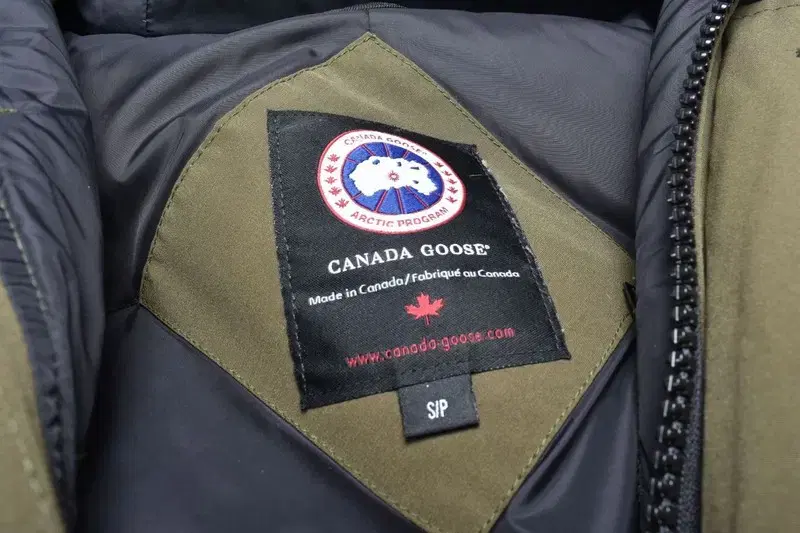 CANADA GOOSE
ARCTIC PROGRAM
CANADA GOOSE®
Made in Canada/Fabriqué au Canada
www.canada-goose.com
S/P